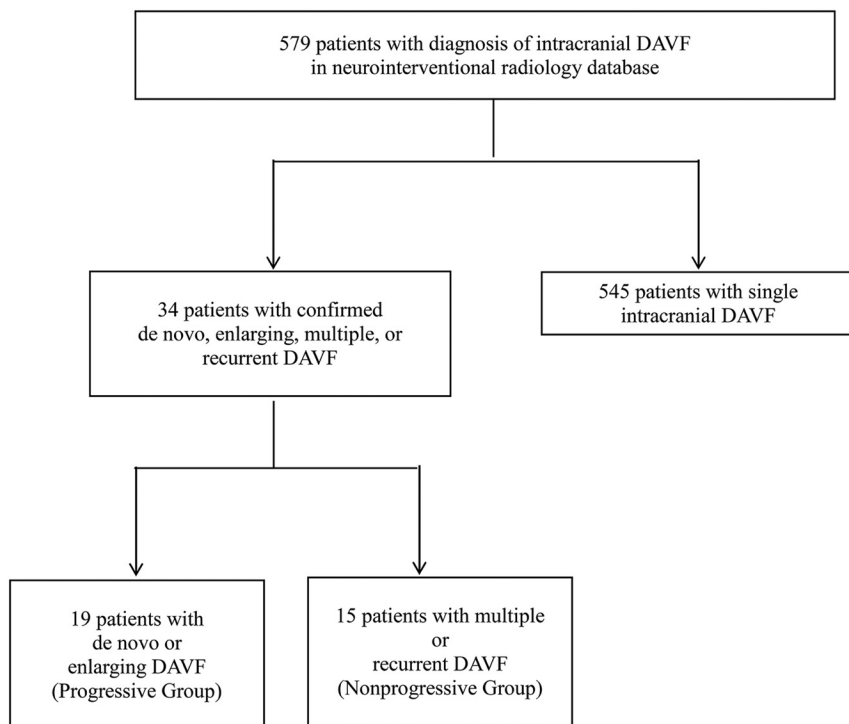 579 patients with diagnosis of intracranial DAVF
in neurointerventional radiology database
34 patients with confirmed
de novo, enlarging, multiple, or
recurrent DAVF
545 patients with single
intracranial DAVF
19 patients with
de novo or
enlarging DAVF
(Progressive Group)
15 patients with multiple
or
recurrent DAVF
(Nonprogressive Group)